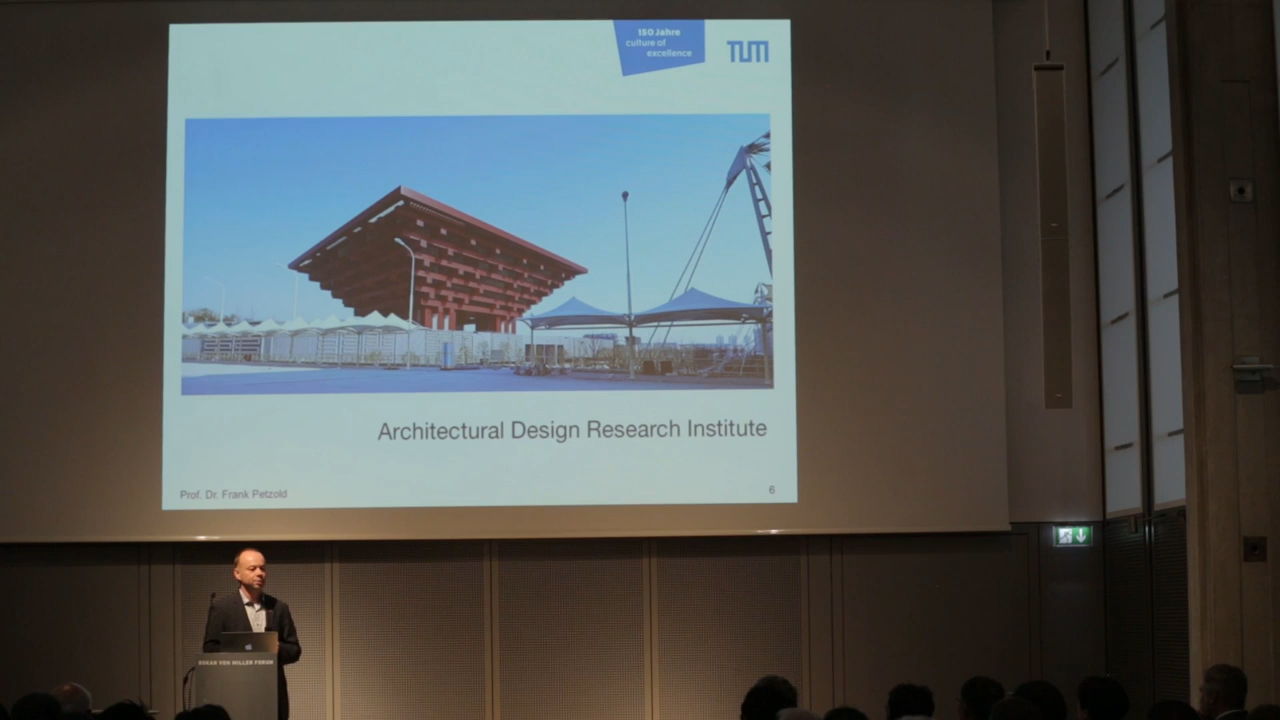 150 Jahre
culture of
excellence
TUM
Architectural Design Research Institute
Prof. Dr. Frank Petzold
6
OSKAR VON MILLER FORUM